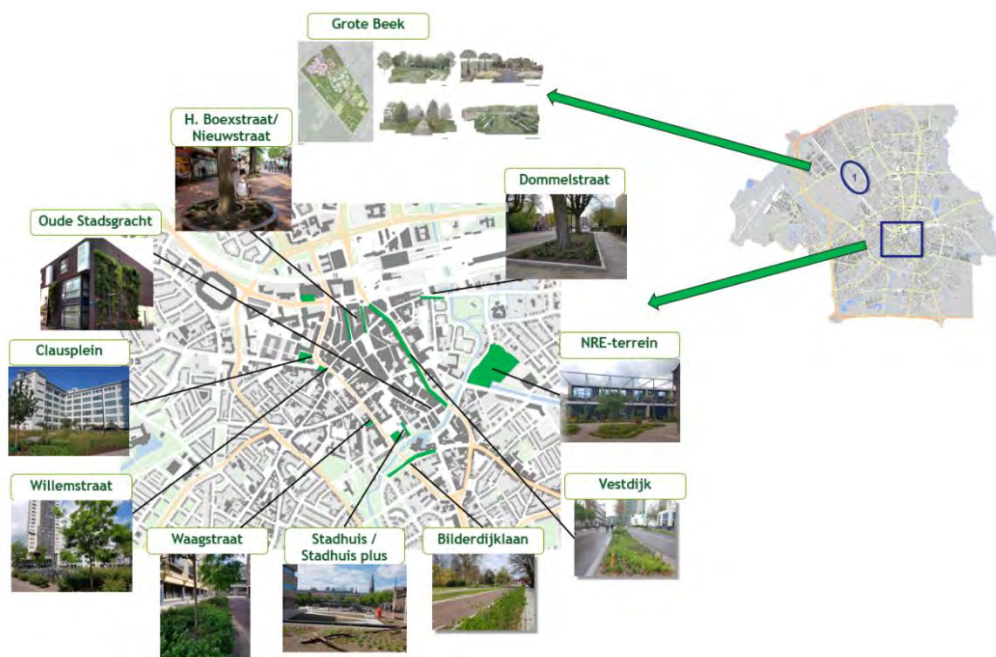 Grote Beek
H. Boexstraat/
Nieuwstraat
Dommelstraat
Oude Stadsgracht
1
Clausplein
NRE-terrein
Willemstraat
Waagstraat
Stadhuis /
Stadhuis plus
Bilderdijklaan
Vestdijk